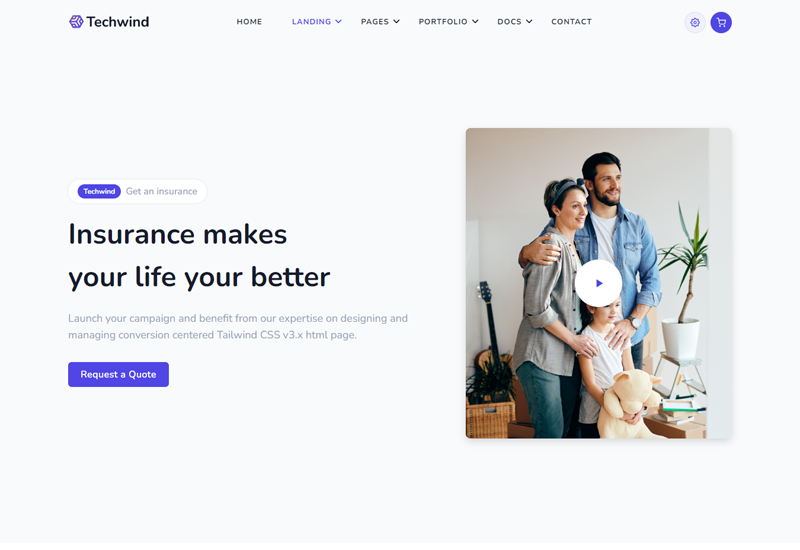 Techwind
HOME LANDING PAGES PORTFOLIO DOCS CONTACT
Techwind Get an insurance
Insurance makes
your life your better
Launch your campaign and benefit from our expertise on designing and
managing conversion centered Tailwind CSS v3.x html page.
Request a Quote